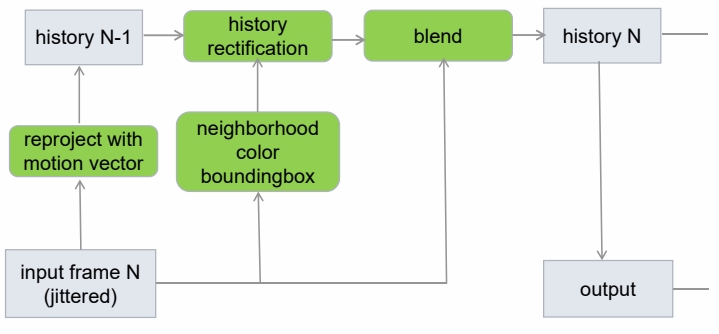 history N-1
history
rectification
blend
history N
reproject with
motion vector
neighborhood
color
boundingbox
input frame N
(jittered)
output